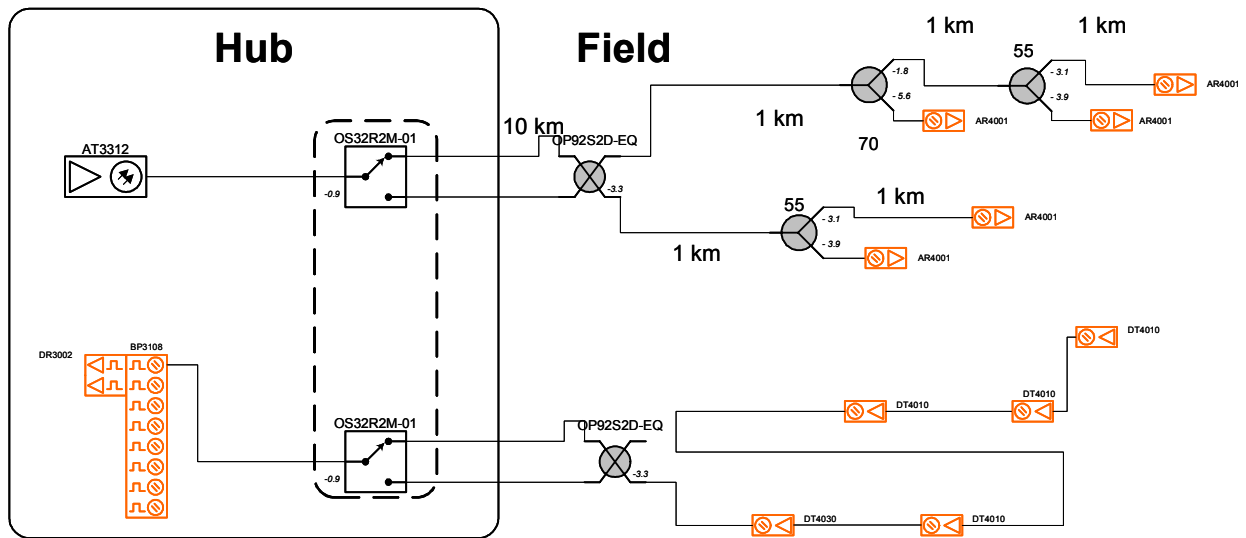 Hub
Field
1 km
1 km
55
-1.8
- 5.6
- 3.1
- 3.9
AR4001
AR4001
AR4001
1 km
70
10 km
OS32R2M-01
OP92S2D-EQ
AT3312
-0.9
-3.3
55
1 km
- 3.1
- 3.9
AR4001
AR4001
1 km
DT4010
DR3002
BP3108
DT4010
DT4010
OS32R2M-01
OP92S2D-EQ
-0.9
-3.3
DT4030
DT4010